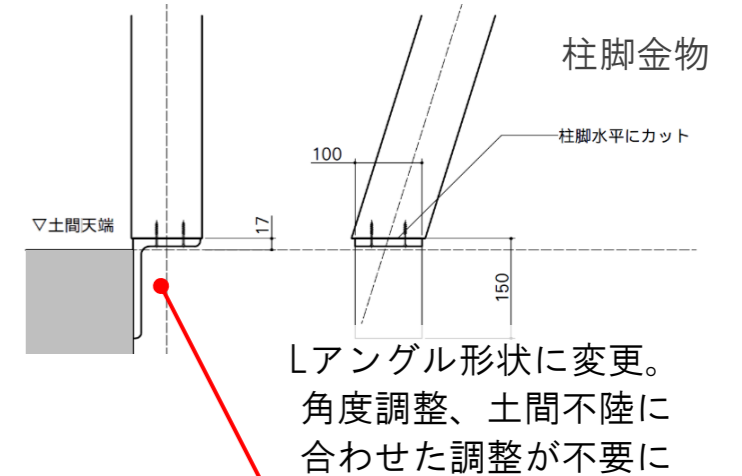 柱脚金物
柱脚水平にカット
100
▽土間天端
17
150
Lアングル形状に変更。
角度調整、土間不陸に
合わせた調整が不要に